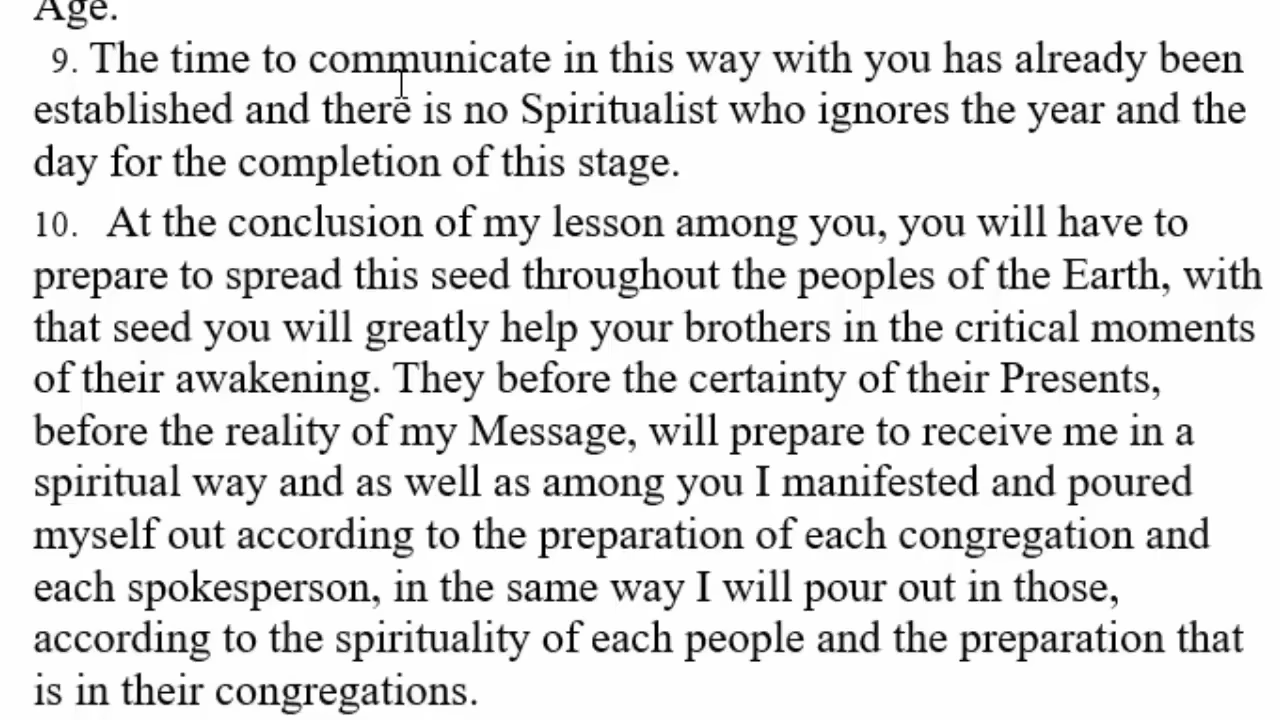 Age.
9. The time to communicate in this way with you has already been
established and there is no Spiritualist who ignores the year and the
day for the completion of this stage.
10. At the conclusion of my lesson among you, you will have to
prepare to spread this seed throughout the peoples of the Earth, with
that seed you will greatly help your brothers in the critical moments
of their awakening. They before the certainty of their Presents,
before the reality of my Message, will prepare to receive me in a
spiritual way and as well as among you I manifested and poured
myself out according to the preparation of each congregation and
each spokesperson, in the same way I will pour out in those,
according to the spirituality of each people and the preparation that
is in their congregations.